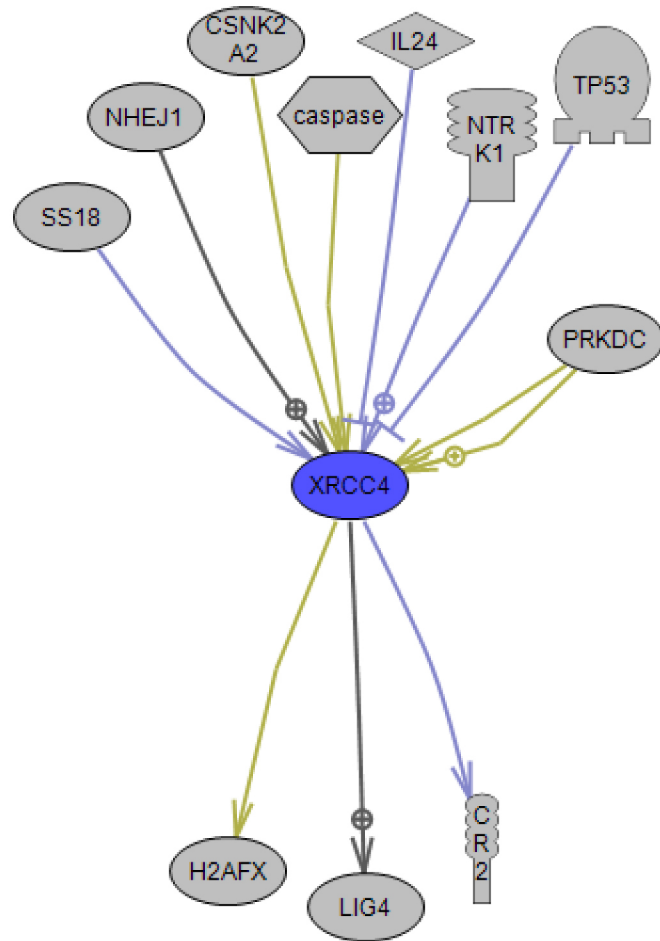 CSNK2
A2
IL24
TP53
NHEJ1
caspase
NTR
K1
SS18
PRKDC
XRCC4
H2AFX
LIG4
C
R
2